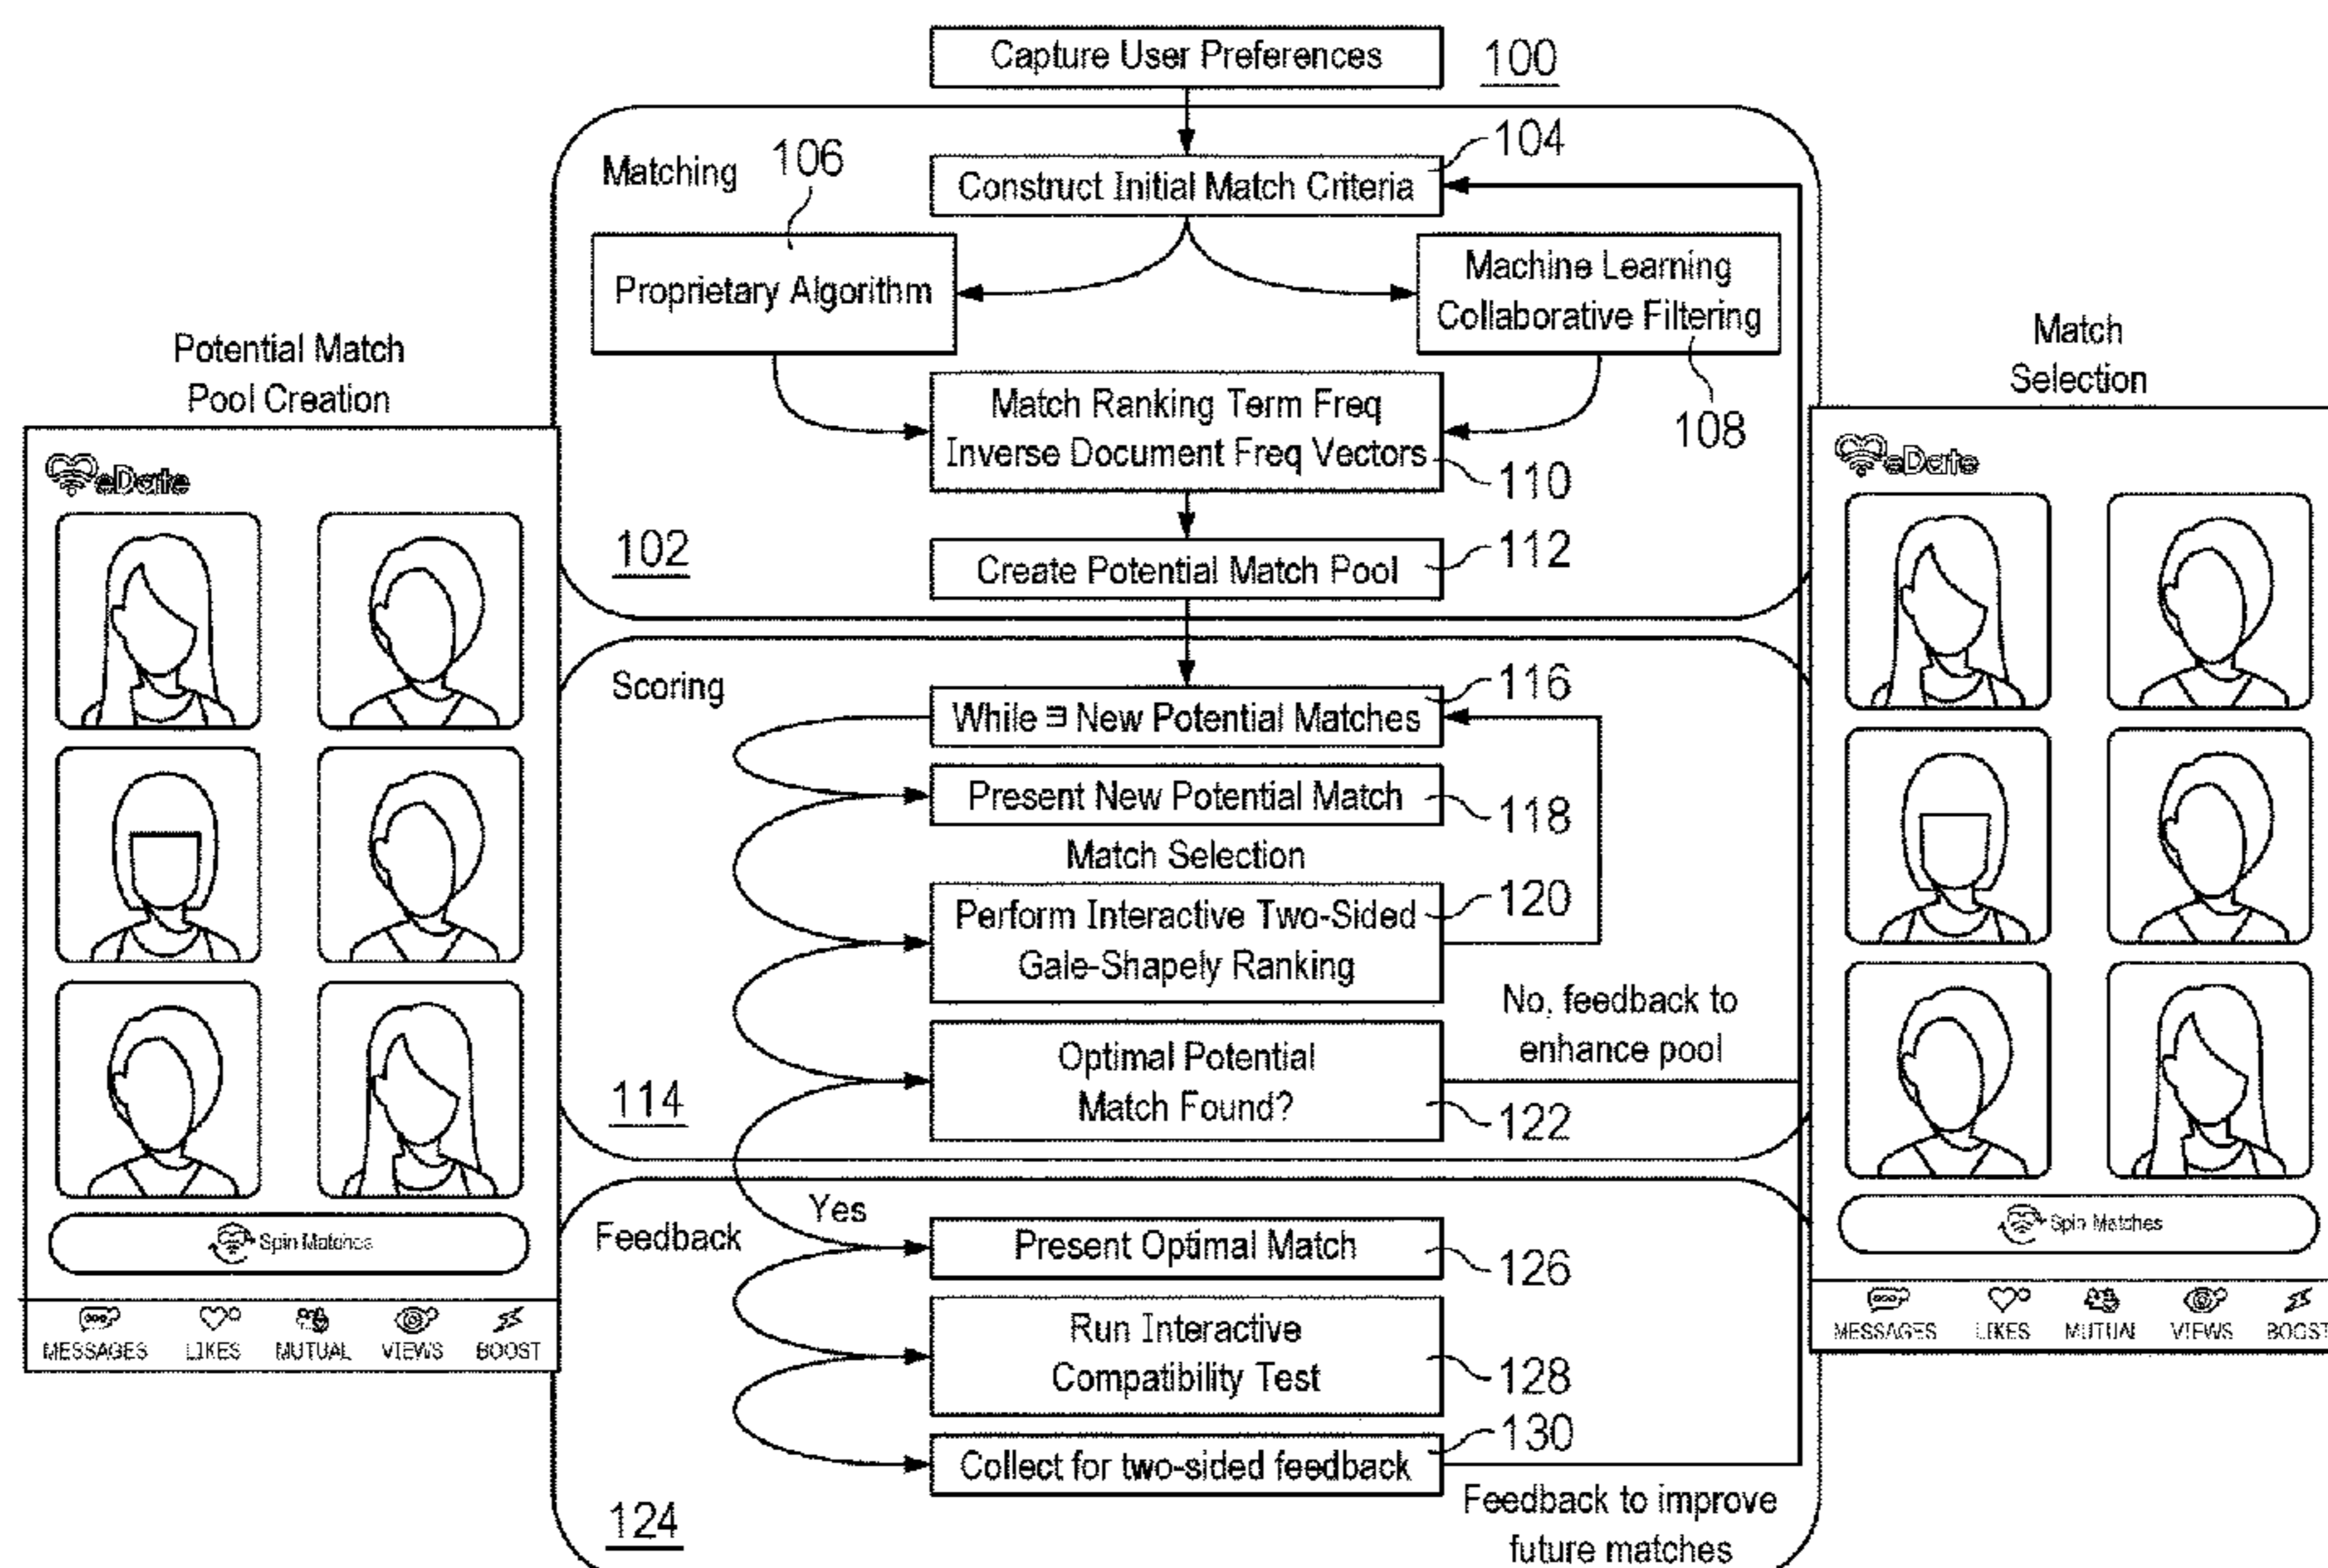 Capture User Preferences
100
Matching
106
104
Construct Initial Match Criteria
Proprietary Algorithm
Machine Learning
Collaborative Filtering
108
Match Ranking Term Freq
Inverse Document Freq Vectors
110
102
Create Potential Match Pool
112
Potential Match
Pool Creation
eDate
Spin Matches
MESSAGES LIKES MUTUAL VIEWS BOOST
Scoring
While ∃ New Potential Matches
116
Present New Potential Match
118
Match Selection
Perform Interactive Two-Sided
Gale-Shapely Ranking
120
Optimal Potential
Match Found?
122
No, feedback to
enhance pool
114
Feedback
Yes
Present Optimal Match
126
Run Interactive
Compatibility Test
128
Collect for two-sided feedback
130
Feedback to improve
future matches
124
Match
Selection
eDate
Spin Matches
MESSAGES LIKES MUTUAL VIEWS BOOST